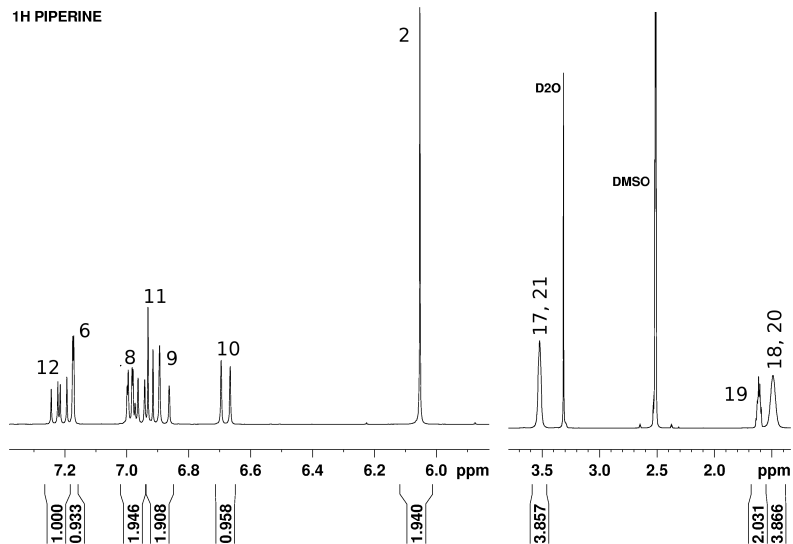 1H PIPERINE
2
D2O
DMSO
17, 21
11
6
12
8
9
10
18, 20
19
7.2 7.0 6.8 6.6 6.4 6.2 6.0 ppm
3.5 3.0 2.5 2.0 ppm
1.000 0.933 1.946 1.908 0.958 1.940 3.857 2.031 3.866